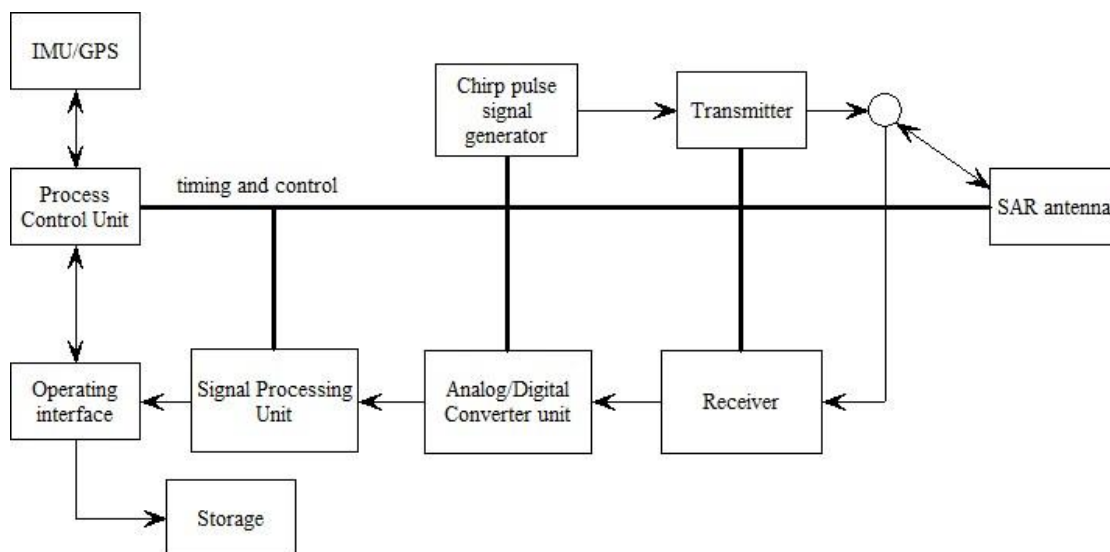 IMU/GPS
Chirp pulse
signal
generator
Transmitter
Process
Control Unit
timing and control
SAR antenna
Operating
interface
Signal Processing
Unit
Analog/Digital
Converter unit
Receiver
Storage